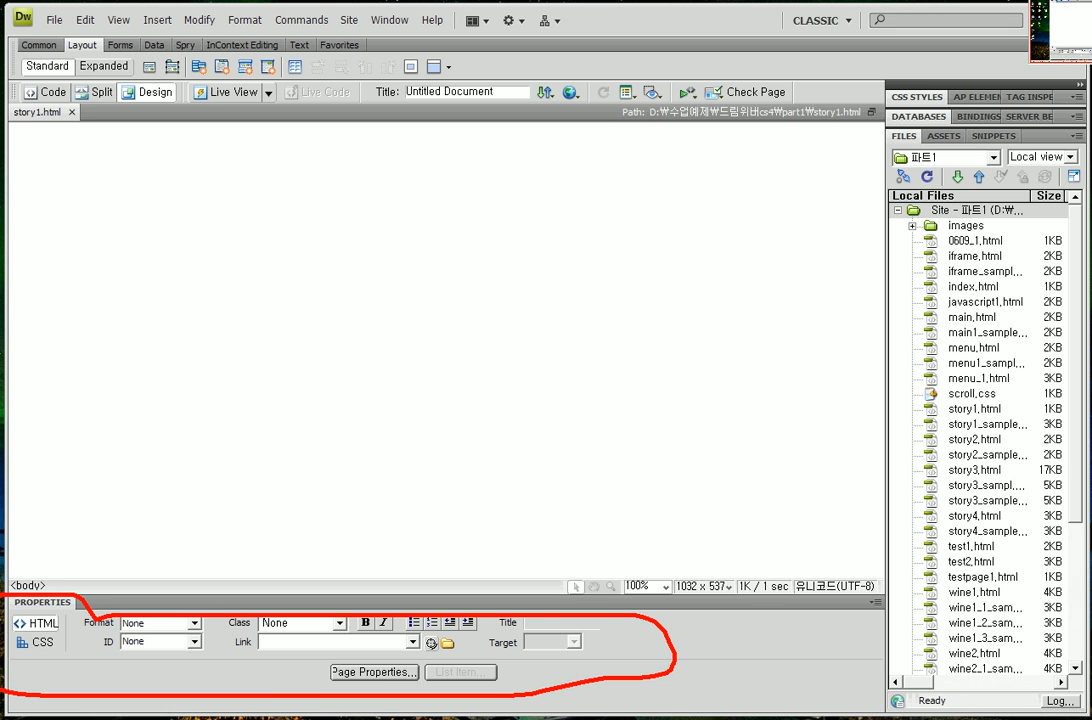 Dw File Edit View Insert Modify Format Commands Site Window Help CLASSIC
Common Layout Forms Data Spry InContext Editing Text Favorites
Standard Expanded
Code Split Design Live View Live Code Title: Untitled Document Check Page
story1.html Path: D:₩수업예제₩드림위버cs4₩part1₩story1.html
CSS STYLES AP ELEMEN TAG INSPE
DATABASES BINDINGS SERVER BE
FILES ASSETS SNIPPETS
파트1 Local view
Local Files Size
Site - 파트1 (D:₩...
images
0609_1.html 1KB
iframe.html 2KB
iframe_sampl... 2KB
index.html 1KB
javascript1.html 2KB
main.html 2KB
main1_sample... 2KB
menu.html 2KB
menu1_sampl... 2KB
menu_1.html 3KB
scroll.css 1KB
story1.html 1KB
story1_sample... 3KB
story2.html 2KB
story2_sample... 2KB
story3.html 17KB
story3_sampl... 5KB
story3_sample... 5KB
story4.html 3KB
story4_sample... 3KB
test1.html 2KB
test2.html 3KB
testpage1.html 1KB
wine1.html 4KB
wine1_1_sam... 3KB
wine1_2_sam... 3KB
wine1_3_sam... 3KB
wine2.html 4KB
wine2_1_sam... 4KB
Ready Log...
<body> 100% 1032 x 537 1K / 1 sec 유니코드(UTF-8)
PROPERTIES
<> HTML Format None Class None B I Title
CSS ID None Link Target
Page Properties... List Item...